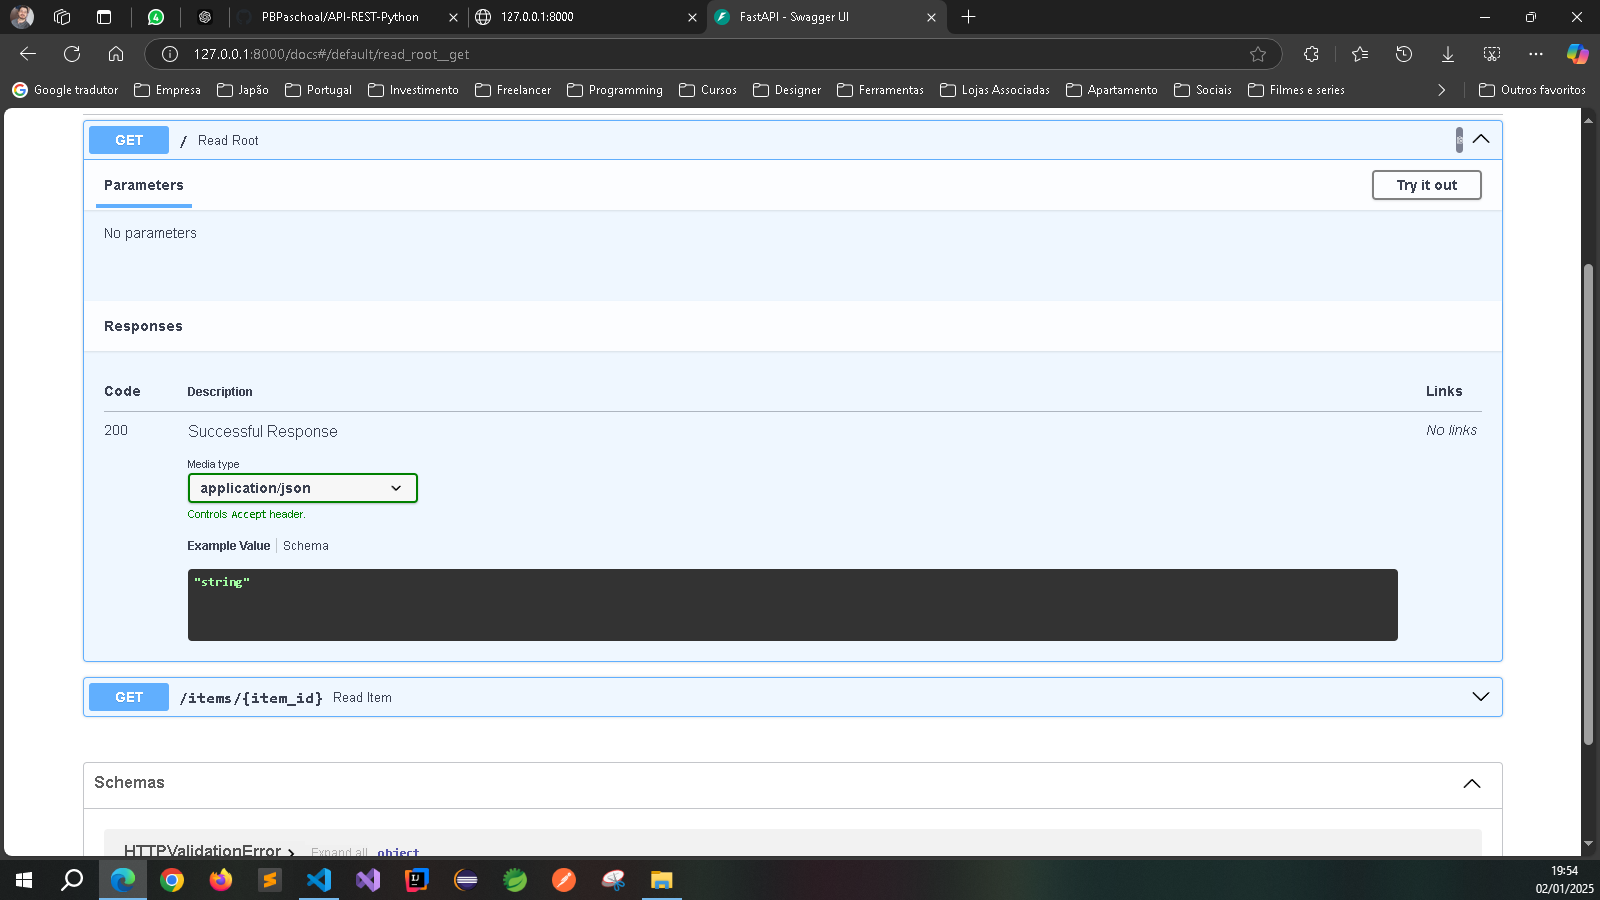 PBPaschoal/API-REST-Python
127.0.0.1:8000
FastAPI - Swagger UI
127.0.0.1:8000/docs#/default/read_root__get
Google tradutor
Empresa
Japão
Portugal
Investimento
Freelancer
Programming
Cursos
Designer
Ferramentas
Lojas Associadas
Apartamento
Sociais
Filmes e series
Outros favoritos
GET / Read Root
Parameters
Try it out
No parameters
Responses
Code Description Links
200 Successful Response No links
Media type
application/json
Controls Accept header.
Example Value Schema
"string"
GET /items/{item_id} Read Item
Schemas
HTTPValidationError Expand all object
19:54
02/01/2025